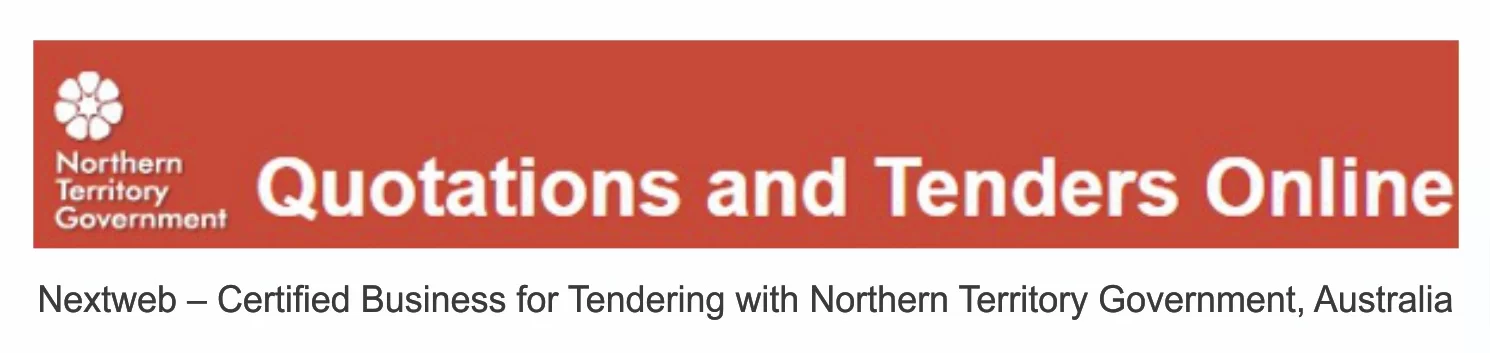 Northern
Territory
Government
Quotations and Tenders Online
Nextweb – Certified Business for Tendering with Northern Territory Government, Australia